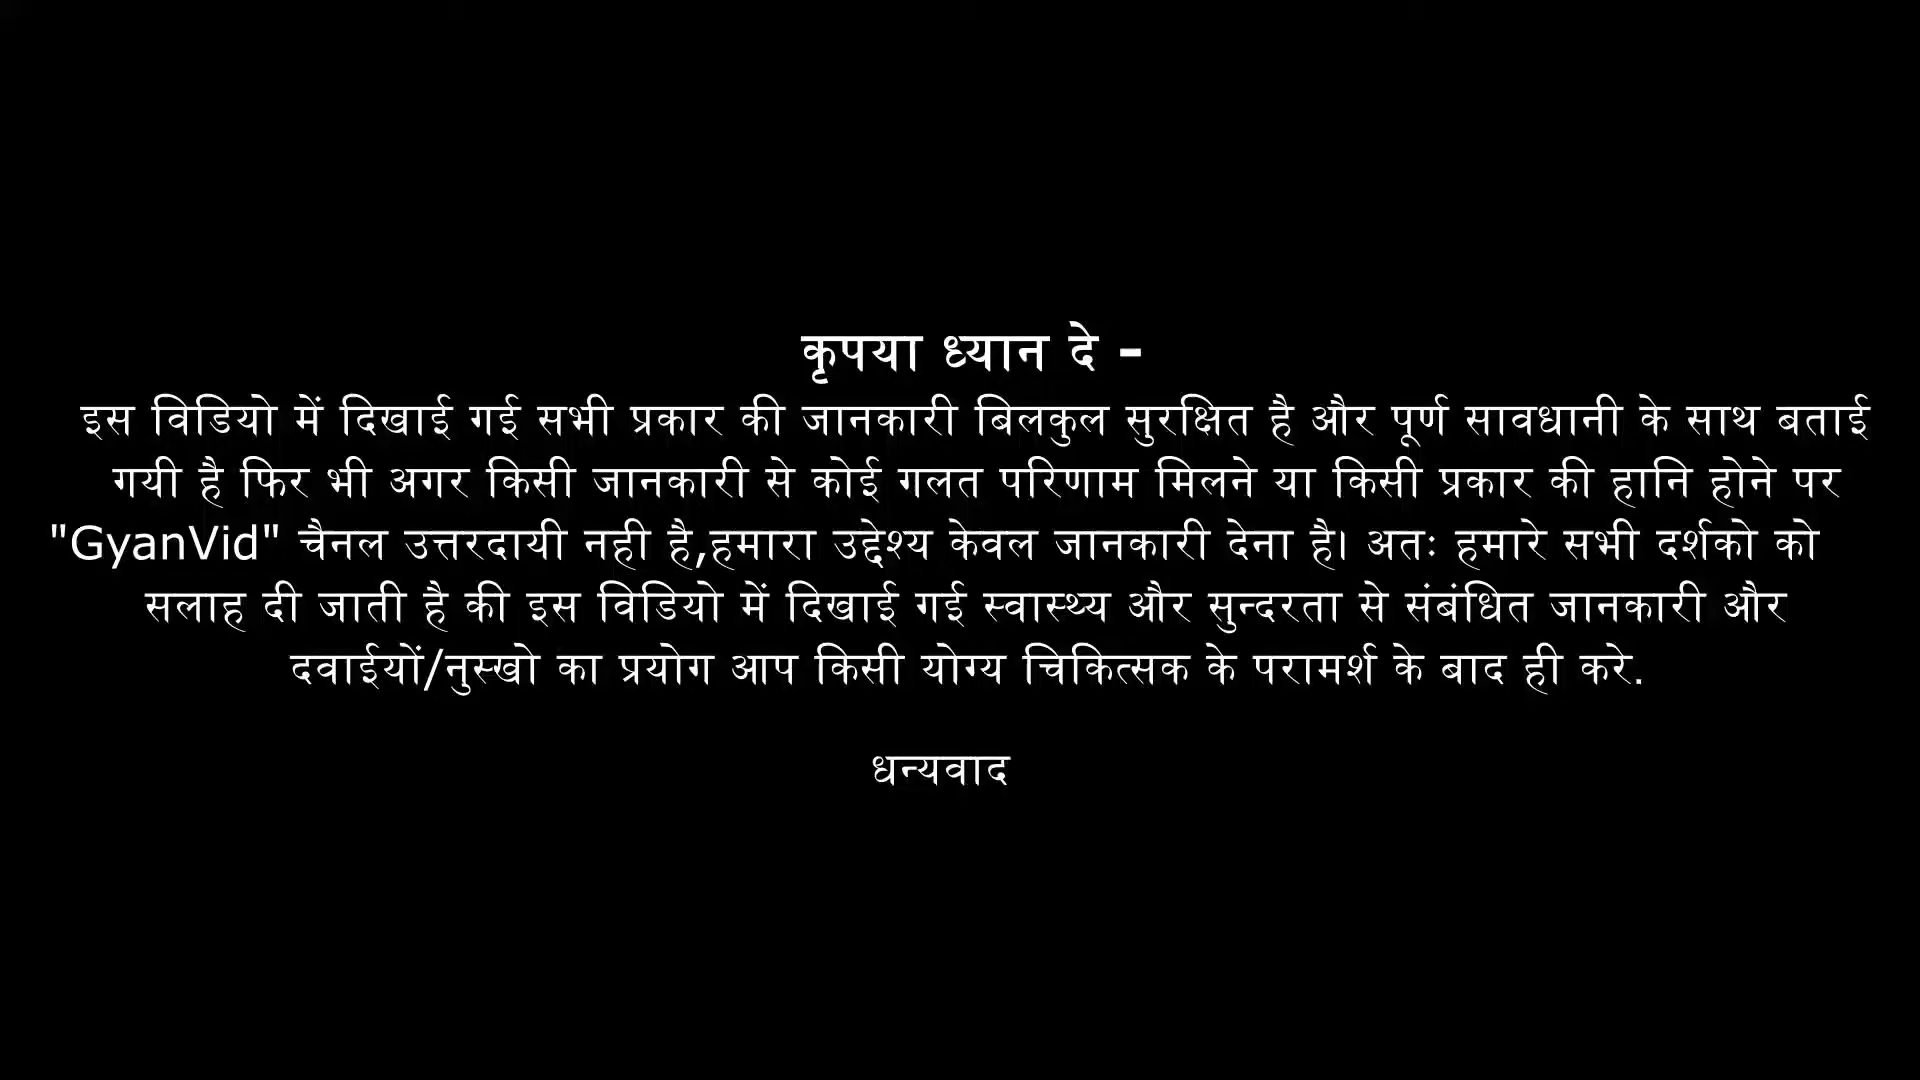 कृपया ध्यान दे -
इस विडियो में दिखाई गई सभी प्रकार की जानकारी बिलकुल सुरक्षित है और पूर्ण सावधानी के साथ बताई
गयी है फिर भी अगर किसी जानकारी से कोई गलत परिणाम मिलने या किसी प्रकार की हानि होने पर
"GyanVid" चैनल उत्तरदायी नही है,हमारा उद्देश्य केवल जानकारी देना है। अतः हमारे सभी दर्शको को
सलाह दी जाती है की इस विडियो में दिखाई गई स्वास्थ्य और सुन्दरता से संबंधित जानकारी और
दवाईयों/नुस्खो का प्रयोग आप किसी योग्य चिकित्सक के परामर्श के बाद ही करे.
धन्यवाद